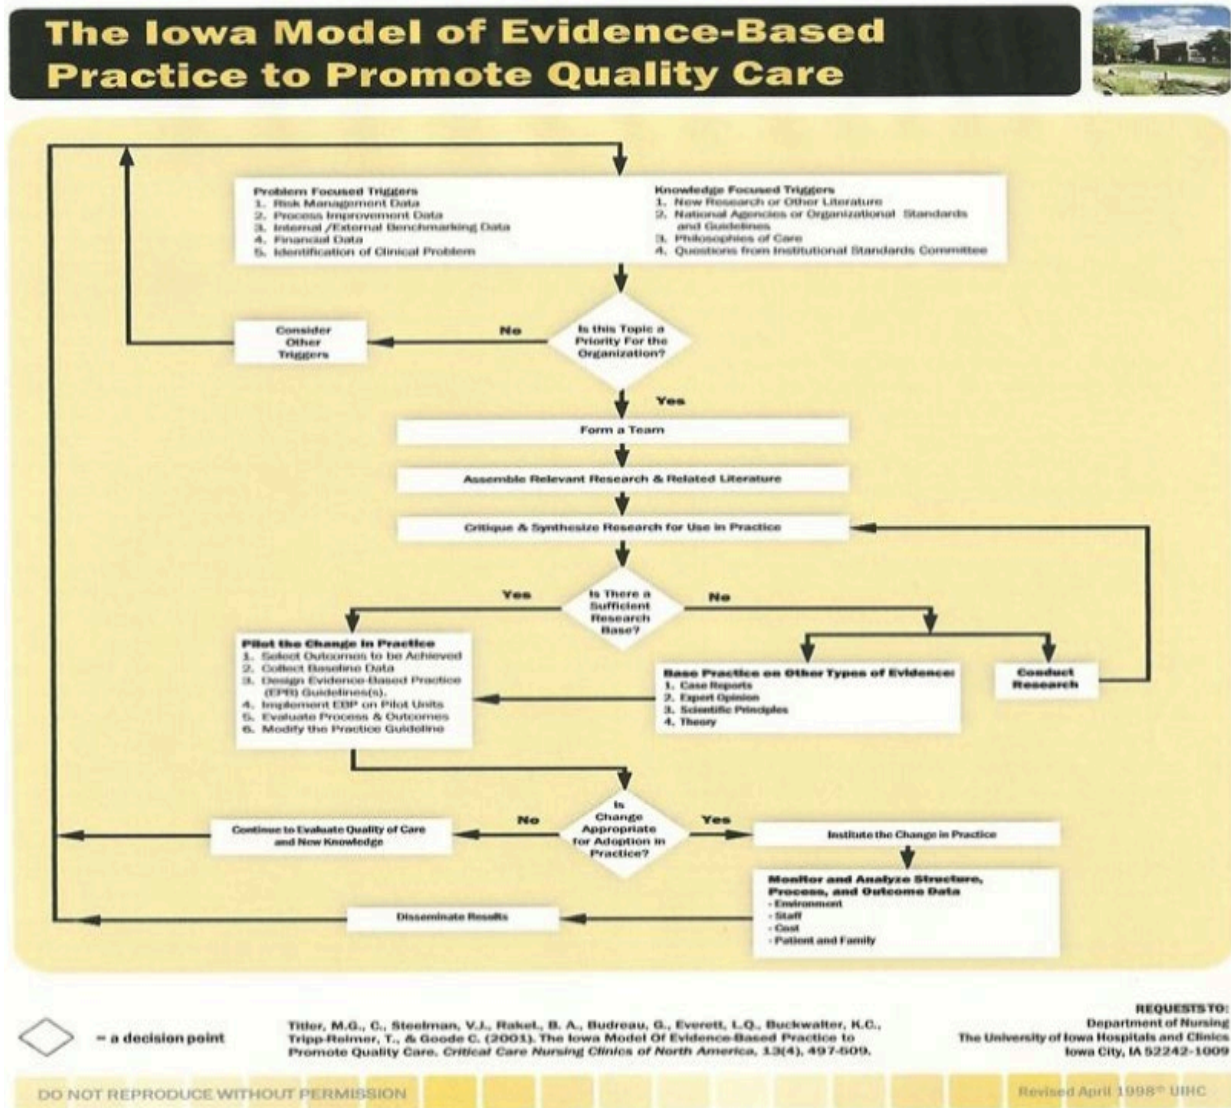 The Iowa Model of Evidence-Based
Practice to Promote Quality Care
Problem Focused Triggers
1. Risk Management Data
2. Process Improvement Data
3. Internal/External Benchmarking Data
4. Financial Data
5. Identification of Clinical Problem
Knowledge Focused Triggers
1. New Research or Other Literature
2. National Agencies or Organizational Standards
and Guidelines
3. Philosophies of Care
4. Questions from Institutional Standards Committee
Consider
Other
Triggers
No
Is this Topic a
Priority For the
Organization?
Yes
Form a Team
Assemble Relevant Research & Related Literature
Critique & Synthesize Research for Use in Practice
Yes
Is There a
Sufficient
Research
Base?
No
Pilot the Change in Practice
1. Select Outcomes to be Achieved
2. Collect Baseline Data
3. Design Evidence-Based Practice
(EPB) Guidelines(s).
4. Implement EBP on Pilot Units
5. Evaluate Process & Outcomes
6. Modify the Practice Guideline
Base Practice on Other Types of Evidence:
1. Case Reports
2. Expert Opinion
3. Scientific Principles
4. Theory
Conduct
Research
Continue to Evaluate Quality of Care
and New Knowledge
No
Is
Change
Appropriate
for Adoption in
Practice?
Yes
Institute the Change in Practice
Monitor and Analyze Structure,
Process, and Outcome Data
- Environment
- Staff
- Cost
- Patient and Family
Disseminate Results
= a decision point
Titler, M.G., C., Steelman, V.J., Rakel., B. A., Budreau, G., Everett, L.Q., Buckwalter, K.C.,
Tripp-Reimer, T., & Goode C. (2001). The Iowa Model Of Evidence-Based Practice to
Promote Quality Care. Critical Care Nursing Clinics of North America, 13(4), 497-509.
REQUESTS TO:
Department of Nursing
The University of Iowa Hospitals and Clinics
Iowa City, IA 52242-1009
DO NOT REPRODUCE WITHOUT PERMISSION
Revised April 1998© UIHC